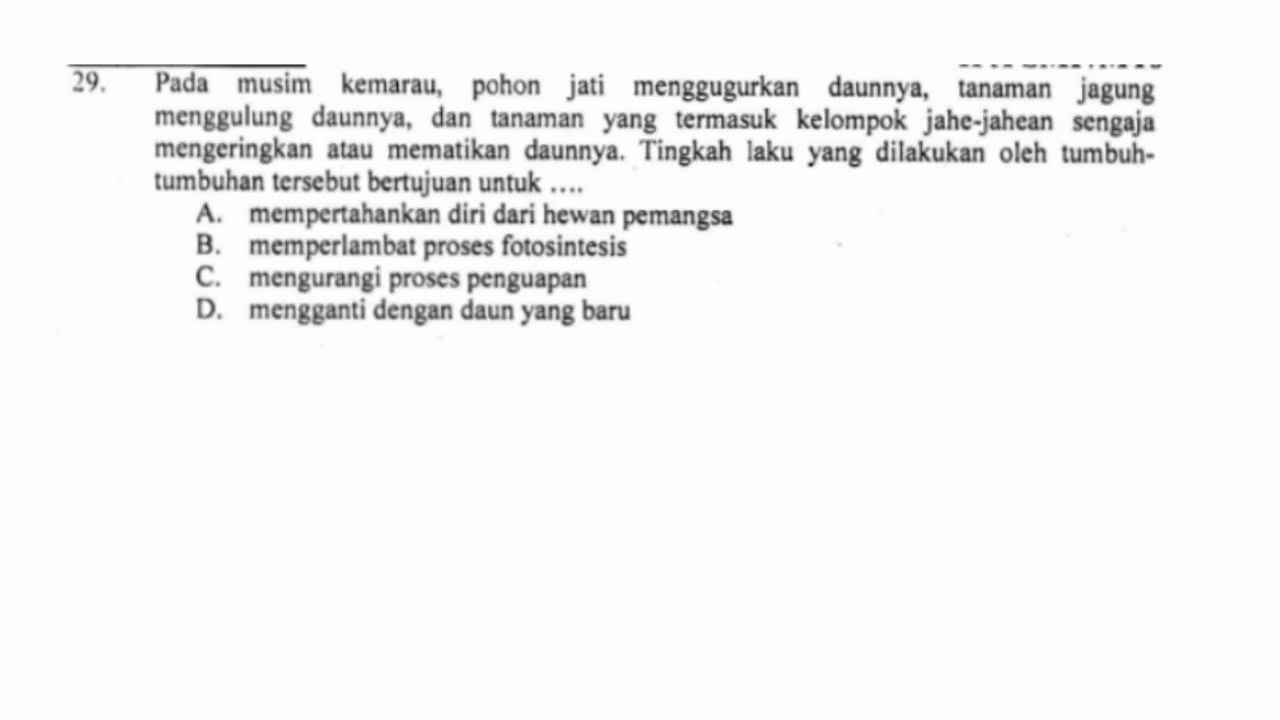 29. Pada musim kemarau, pohon jati menggugurkan daunnya, tanaman jagung
menggulung daunnya, dan tanaman yang termasuk kelompok jahe-jahean sengaja
mengeringkan atau mematikan daunnya. Tingkah laku yang dilakukan oleh tumbuh-
tumbuhan tersebut bertujuan untuk ....
A. mempertahankan diri dari hewan pemangsa
B. memperlambat proses fotosintesis
C. mengurangi proses penguapan
D. mengganti dengan daun yang baru